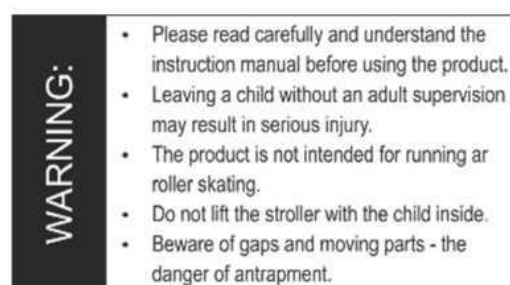 WARNING:
• Please read carefully and understand the
instruction manual before using the product.
• Leaving a child without an adult supervision
may result in serious injury.
• The product is not intended for running ar
roller skating.
• Do not lift the stroller with the child inside.
• Beware of gaps and moving parts - the
danger of antrapment.